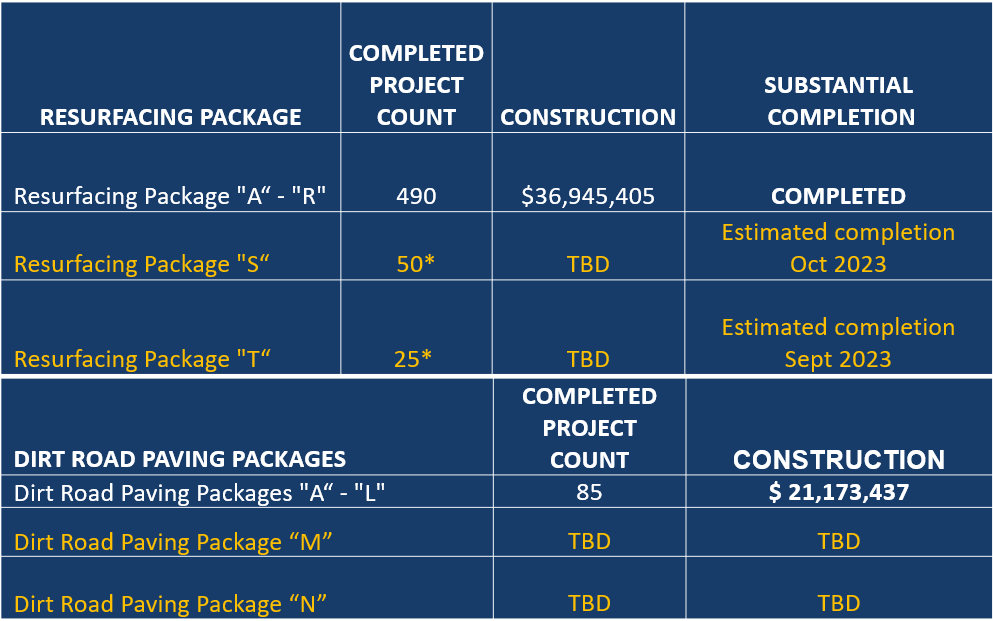 RESURFACING PACKAGE
COMPLETED
PROJECT
COUNT
CONSTRUCTION
SUBSTANTIAL
COMPLETION
Resurfacing Package "A“ - "R"
490
$36,945,405
COMPLETED
Resurfacing Package "S“
50*
TBD
Estimated completion
Oct 2023
Resurfacing Package "T“
25*
TBD
Estimated completion
Sept 2023
DIRT ROAD PAVING PACKAGES
COMPLETED
PROJECT
COUNT
CONSTRUCTION
Dirt Road Paving Packages "A“ - "L"
85
$ 21,173,437
Dirt Road Paving Package “M”
TBD
TBD
Dirt Road Paving Package “N”
TBD
TBD